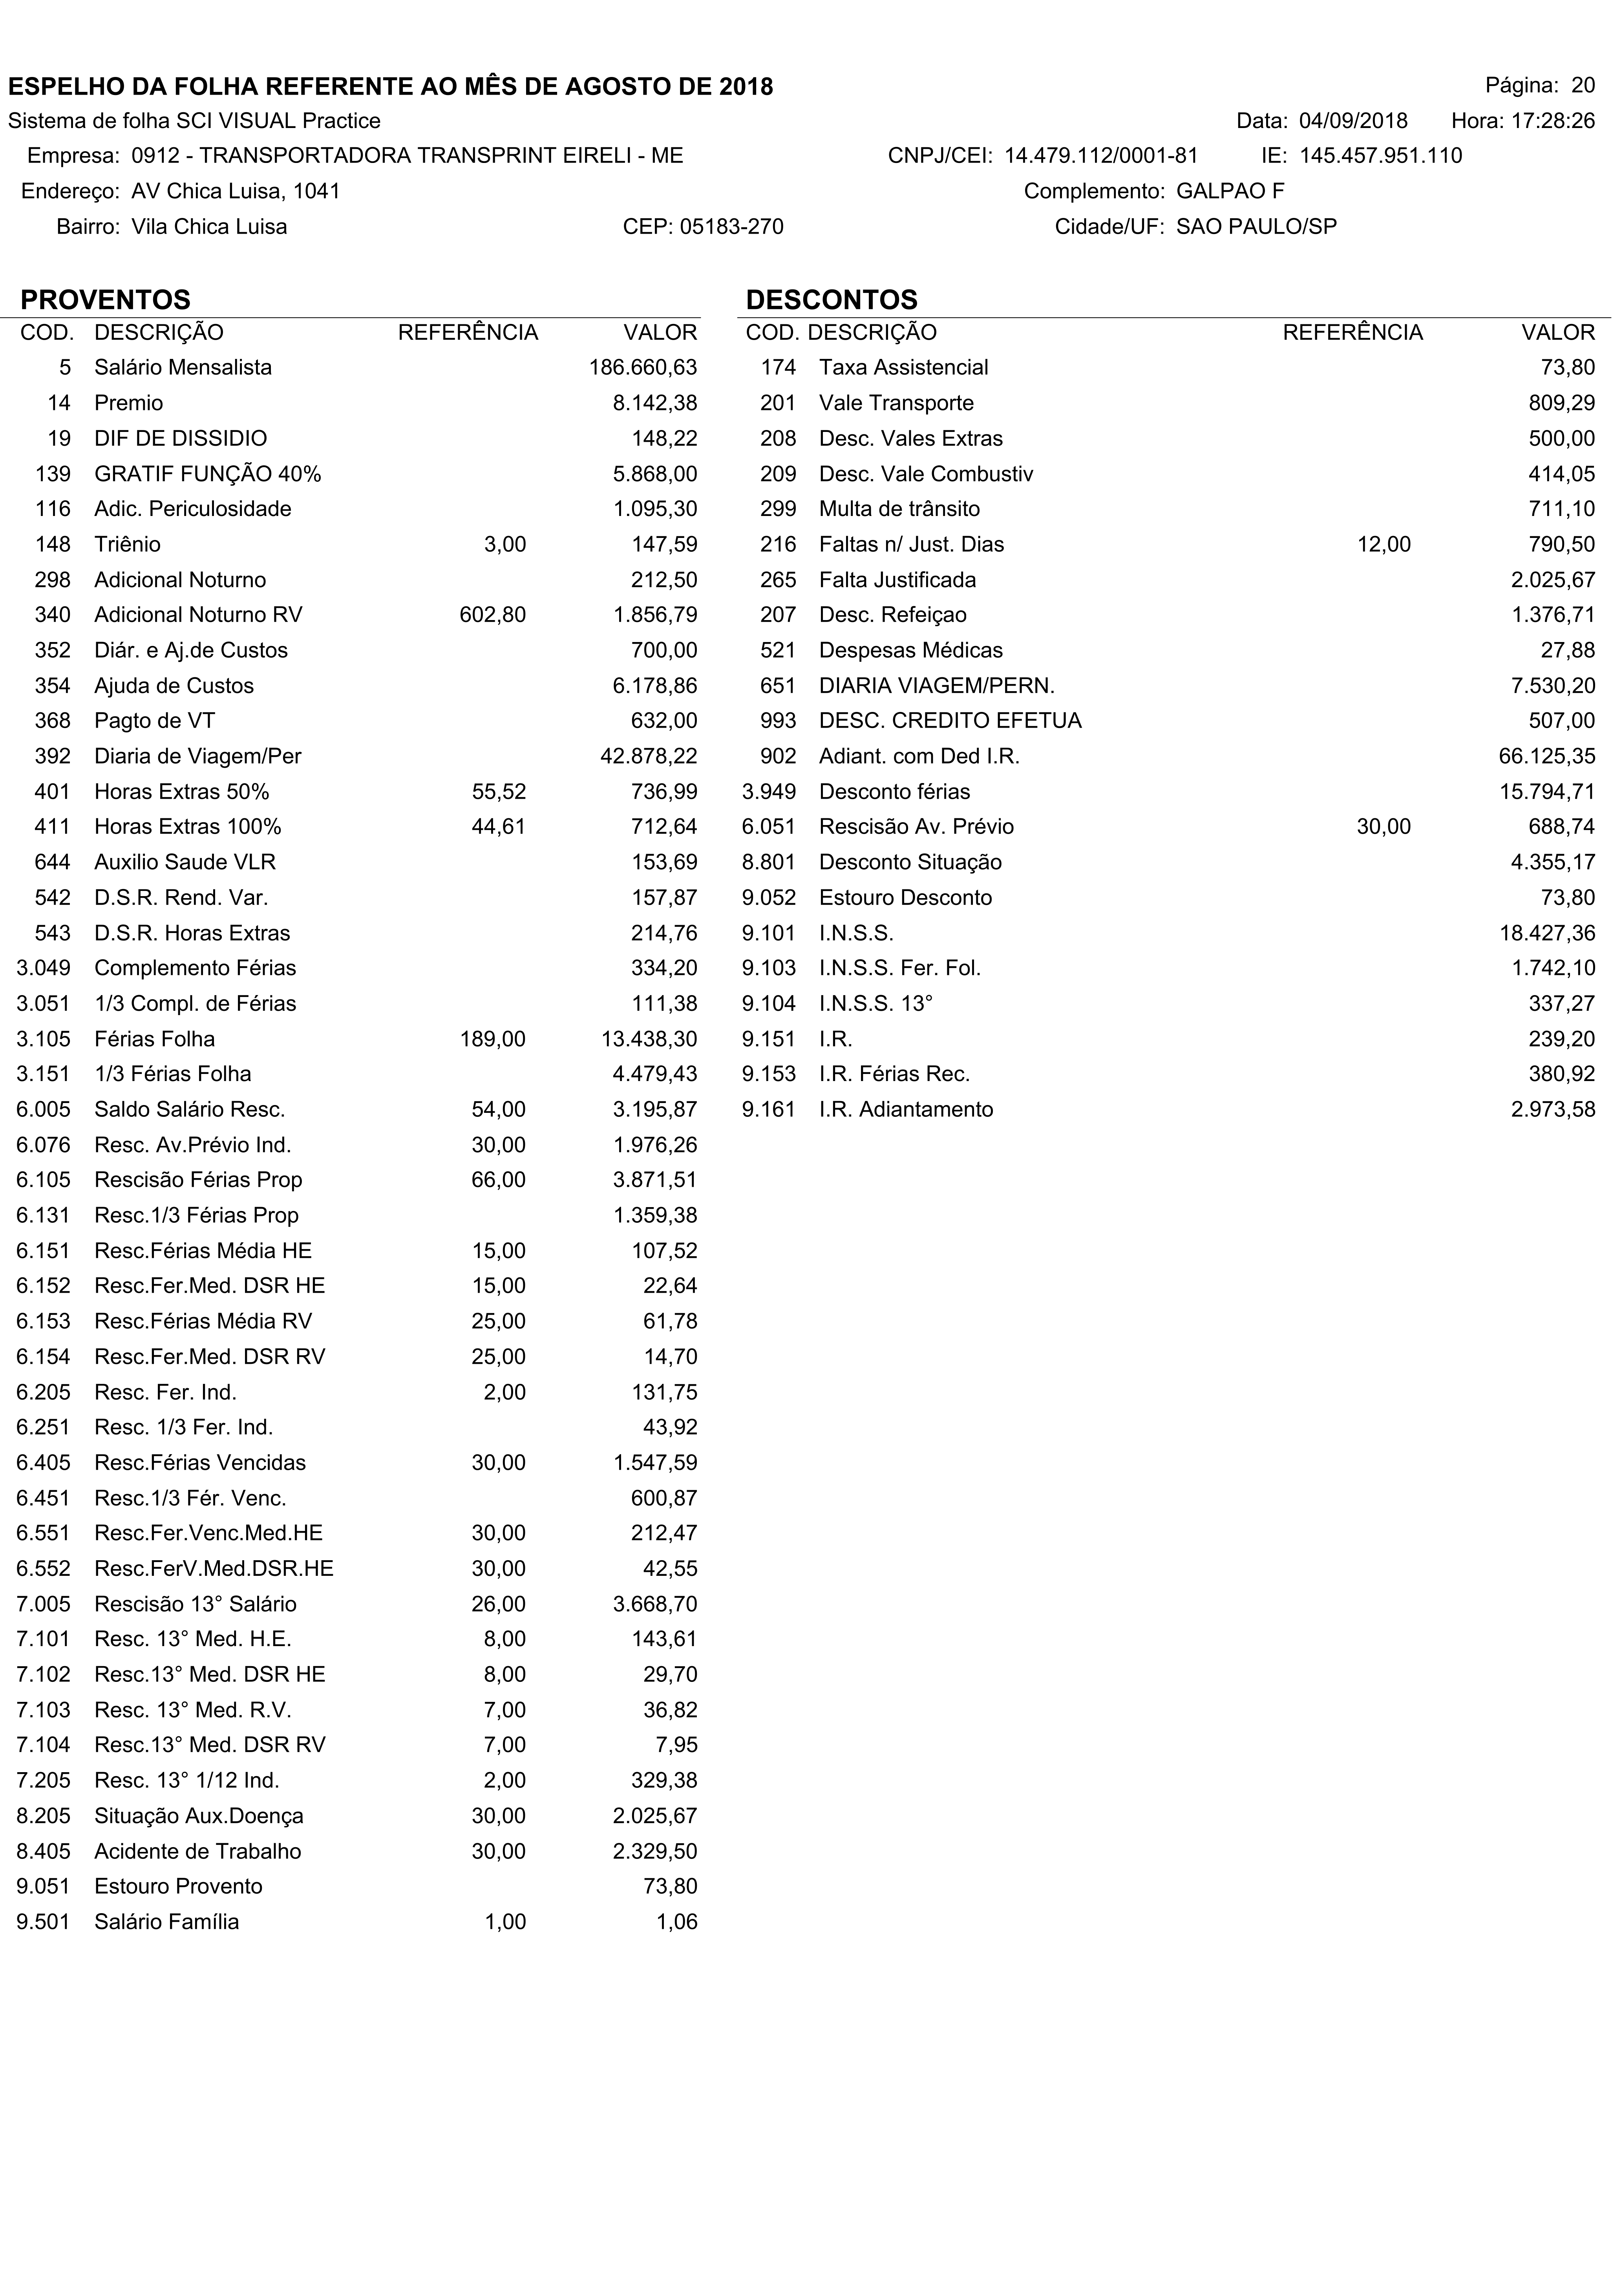 ESPELHO DA FOLHA REFERENTE AO MÊS DE AGOSTO DE 2018 Página: 20
Sistema de folha SCI VISUAL Practice Data: 04/09/2018 Hora: 17:28:26
Empresa: 0912 - TRANSPORTADORA TRANSPRINT EIRELI - ME CNPJ/CEI: 14.479.112/0001-81 IE: 145.457.951.110
Endereço: AV Chica Luisa, 1041 Complemento: GALPAO F
Bairro: Vila Chica Luisa CEP: 05183-270 Cidade/UF: SAO PAULO/SP
PROVENTOS
COD. DESCRIÇÃO REFERÊNCIA VALOR
5 Salário Mensalista 186.660,63
14 Premio 8.142,38
19 DIF DE DISSIDIO 148,22
139 GRATIF FUNÇÃO 40% 5.868,00
116 Adic. Periculosidade 1.095,30
148 Triênio 3,00 147,59
298 Adicional Noturno 212,50
340 Adicional Noturno RV 602,80 1.856,79
352 Diár. e Aj.de Custos 700,00
354 Ajuda de Custos 6.178,86
368 Pagto de VT 632,00
392 Diaria de Viagem/Per 42.878,22
401 Horas Extras 50% 55,52 736,99
411 Horas Extras 100% 44,61 712,64
644 Auxilio Saude VLR 153,69
542 D.S.R. Rend. Var. 157,87
543 D.S.R. Horas Extras 214,76
3.049 Complemento Férias 334,20
3.051 1/3 Compl. de Férias 111,38
3.105 Férias Folha 189,00 13.438,30
3.151 1/3 Férias Folha 4.479,43
6.005 Saldo Salário Resc. 54,00 3.195,87
6.076 Resc. Av.Prévio Ind. 30,00 1.976,26
6.105 Rescisão Férias Prop 66,00 3.871,51
6.131 Resc.1/3 Férias Prop 1.359,38
6.151 Resc.Férias Média HE 15,00 107,52
6.152 Resc.Fer.Med. DSR HE 15,00 22,64
6.153 Resc.Férias Média RV 25,00 61,78
6.154 Resc.Fer.Med. DSR RV 25,00 14,70
6.205 Resc. Fer. Ind. 2,00 131,75
6.251 Resc. 1/3 Fer. Ind. 43,92
6.405 Resc.Férias Vencidas 30,00 1.547,59
6.451 Resc.1/3 Fér. Venc. 600,87
6.551 Resc.Fer.Venc.Med.HE 30,00 212,47
6.552 Resc.FerV.Med.DSR.HE 30,00 42,55
7.005 Rescisão 13° Salário 26,00 3.668,70
7.101 Resc. 13° Med. H.E. 8,00 143,61
7.102 Resc.13° Med. DSR HE 8,00 29,70
7.103 Resc. 13° Med. R.V. 7,00 36,82
7.104 Resc.13° Med. DSR RV 7,00 7,95
7.205 Resc. 13° 1/12 Ind. 2,00 329,38
8.205 Situação Aux.Doença 30,00 2.025,67
8.405 Acidente de Trabalho 30,00 2.329,50
9.051 Estouro Provento 73,80
9.501 Salário Família 1,00 1,06
DESCONTOS
COD. DESCRIÇÃO REFERÊNCIA VALOR
174 Taxa Assistencial 73,80
201 Vale Transporte 809,29
208 Desc. Vales Extras 500,00
209 Desc. Vale Combustiv 414,05
299 Multa de trânsito 711,10
216 Faltas n/ Just. Dias 12,00 790,50
265 Falta Justificada 2.025,67
207 Desc. Refeiçao 1.376,71
521 Despesas Médicas 27,88
651 DIARIA VIAGEM/PERN. 7.530,20
993 DESC. CREDITO EFETUA 507,00
902 Adiant. com Ded I.R. 66.125,35
3.949 Desconto férias 15.794,71
6.051 Rescisão Av. Prévio 30,00 688,74
8.801 Desconto Situação 4.355,17
9.052 Estouro Desconto 73,80
9.101 I.N.S.S. 18.427,36
9.103 I.N.S.S. Fer. Fol. 1.742,10
9.104 I.N.S.S. 13° 337,27
9.151 I.R. 239,20
9.153 I.R. Férias Rec. 380,92
9.161 I.R. Adiantamento 2.973,58